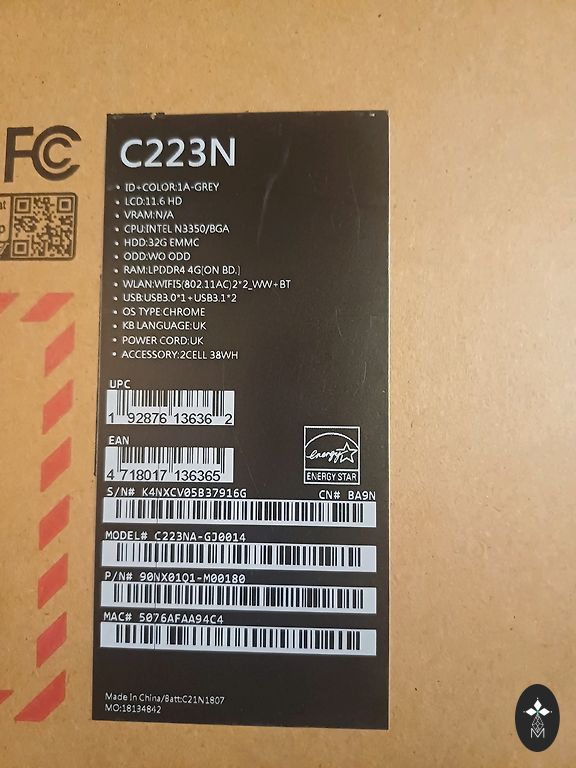 FC
C223N
• ID+COLOR:1A-GREY
• LCD:11.6 HD
• VRAM:N/A
• CPU:INTEL N3350/BGA
• HDD:32G EMMC
• ODD:WO ODD
• RAM:LPDDR4 4G(ON BD.)
• WLAN:WIFI5(802.11AC)2*2_WW+BT
• USB:USB3.0*1+USB3.1*2
• OS TYPE:CHROME
• KB LANGUAGE:UK
• POWER CORD:UK
• ACCESSORY:2CELL 38WH
UPC
1 92876 13636 2
EAN
4 718017 136365
energy
ENERGY STAR
S/N# K4NXCV05B37916G CN# BA9N
MODEL# C223NA-GJ0014
P/N# 90NX01Q1-M00180
MAC# 5076AFAA94C4
Made In China/Batt:C21N1807
MO:18134842
M